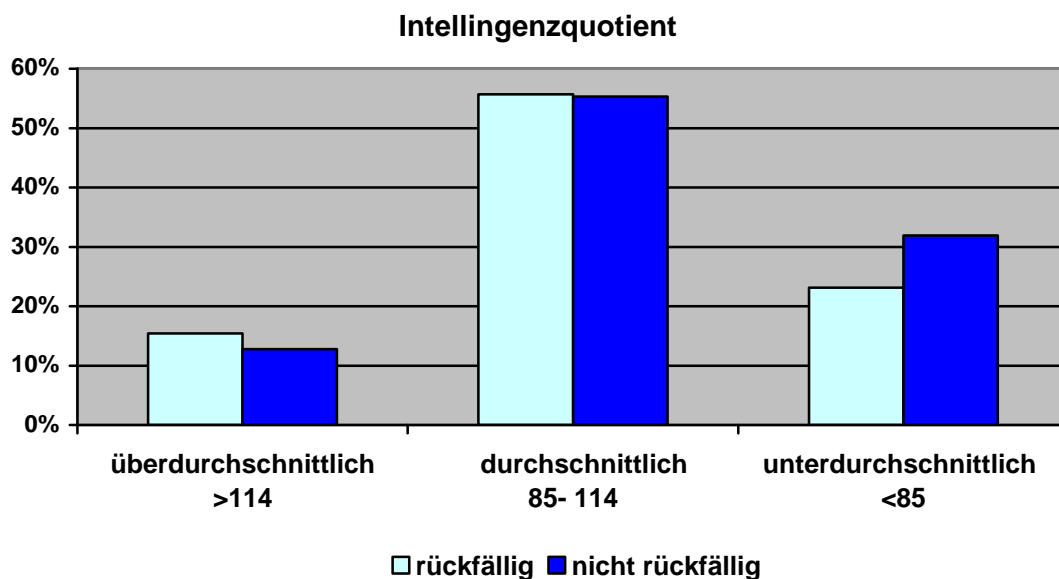 Intellingenzquotient
60%
50%
40%
30%
20%
10%
0%
überdurchschnittlich
>114
durchschnittlich
85- 114
unterdurchschnittlich
<85
rückfällig
nicht rückfällig